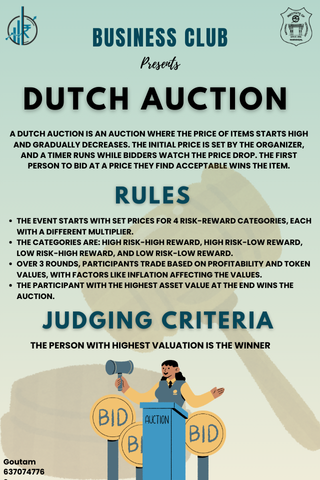 BUSINESS CLUB
Presents
DUTCH AUCTION
A DUTCH AUCTION IS AN AUCTION WHERE THE PRICE OF ITEMS STARTS HIGH
AND GRADUALLY DECREASES. THE INITIAL PRICE IS SET BY THE ORGANIZER,
AND A TIMER RUNS WHILE BIDDERS WATCH THE PRICE DROP. THE FIRST
PERSON TO BID AT A PRICE THEY FIND ACCEPTABLE WINS THE ITEM.
RULES
• THE EVENT STARTS WITH SET PRICES FOR 4 RISK-REWARD CATEGORIES, EACH
WITH A DIFFERENT MULTIPLIER.
• THE CATEGORIES ARE: HIGH RISK-HIGH REWARD, HIGH RISK-LOW REWARD,
LOW RISK-HIGH REWARD, AND LOW RISK-LOW REWARD.
• OVER 3 ROUNDS, PARTICIPANTS TRADE BASED ON PROFITABILITY AND TOKEN
VALUES, WITH FACTORS LIKE INFLATION AFFECTING THE VALUES.
• THE PARTICIPANT WITH THE HIGHEST ASSET VALUE AT THE END WINS THE
AUCTION.
JUDGING CRITERIA
THE PERSON WITH HIGHEST VALUATION IS THE WINNER
BID
AUCTION
BID
Goutam
637074776